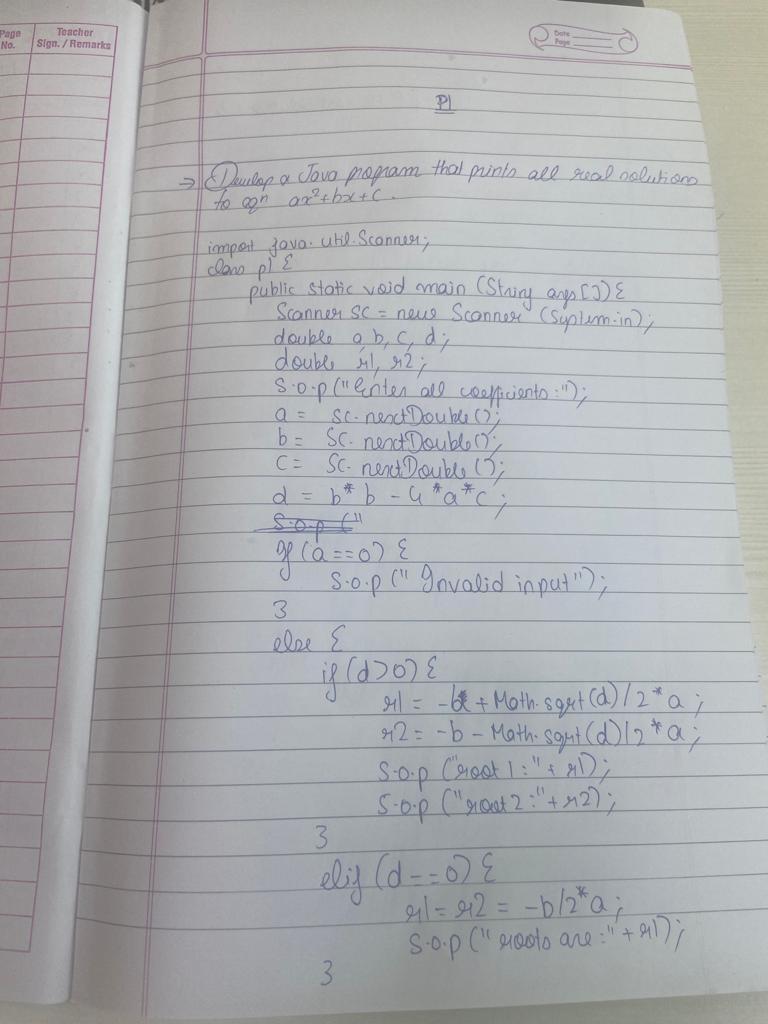 Page No.
Teacher Sign. / Remarks
Date
Page
P1
→ Develop a Java program that prints all real solutions
to eqn ax²+bx+c.
import java.util.Scanner;
class p1 {
public static void main (String args[]){
Scanner sc = new Scanner (System.in);
double a, b, c, d;
double r1, r2;
S.o.p ("Enter all coefficients:");
a = sc.nextDouble();
b = sc.nextDouble();
c = sc.nextDouble();
d = b*b - 4*a*c;
S.o.p ("
if (a==0) {
S.o.p ("Invalid input");
}
else {
if (d>0) {
r1 = -b + Math.sqrt(d)/2*a;
r2 = -b - Math.sqrt(d)/2*a;
S.o.p ("root 1:" + r1);
S.o.p ("root 2:" + r2);
}
elif (d==0) {
r1 = r2 = -b/2*a;
S.o.p ("roots are:" + r1);
}